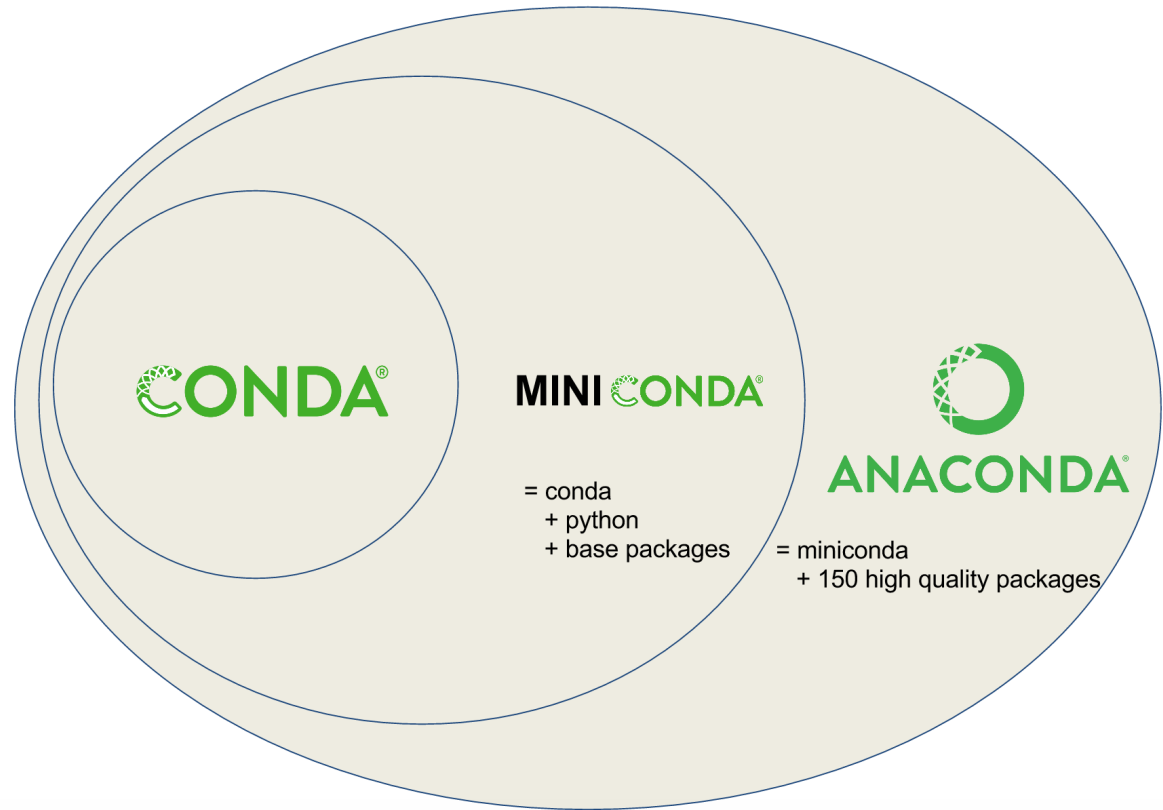 CONDA®
MINI CONDA®
= conda
+ python
+ base packages
ANACONDA®
= miniconda
+ 150 high quality packages